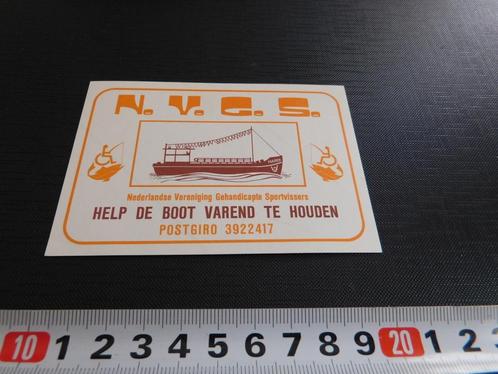 N.V.G.S.
Nederlandse Vereniging Gehandicapte Sportvissers
HELP DE BOOT VAREND TE HOUDEN
POSTGIRO 3922417
10 1 2 3 4 5 6 7 8 9 20 1 2